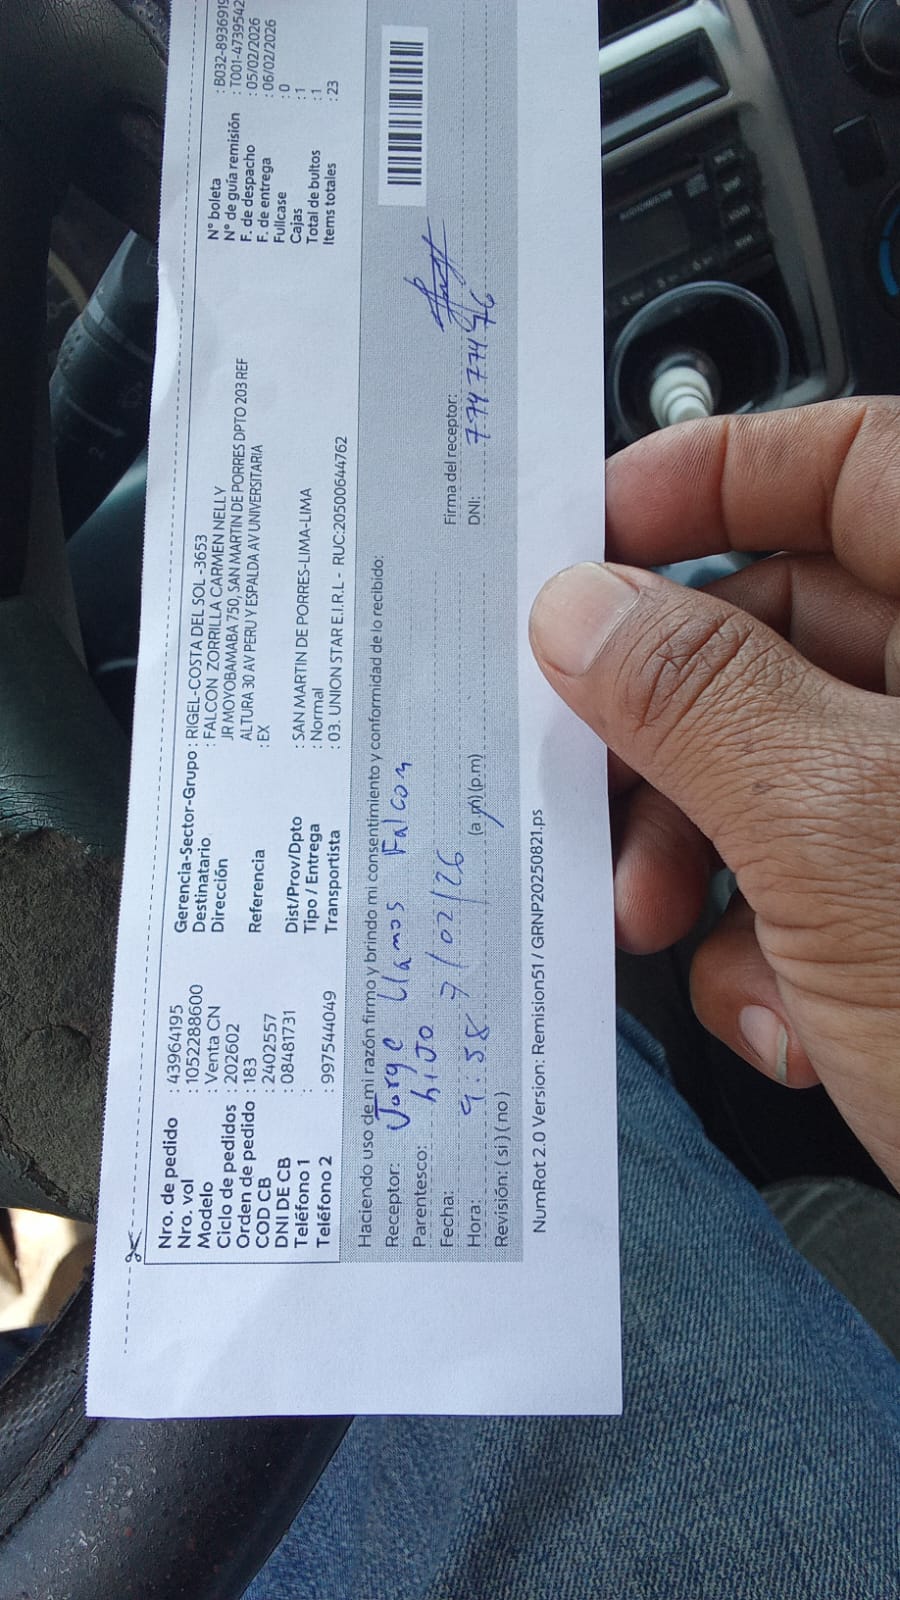 Nro. de pedido : 43964195
Nro. vol : 1052288600
Modelo : Venta CN
Ciclo de pedidos : 202602
Orden de pedido : 183
COD CB : 2402557
DNI DE CB : 08481731
Teléfono 1 :
Teléfono 2 : 997544049
Gerencia-Sector-Grupo : RIGEL-COSTA DEL SOL -3653
Destinatario : FALCON ZORRILLA CARMEN NELLY
Dirección JR MOYOBAMABA 750, SAN MARTIN DE PORRES DPTO 203 REF
ALTURA 30 AV PERU Y ESPALDA AV UNIVERSITARIA
Referencia : EX
Dist/Prov/Dpto : SAN MARTIN DE PORRES-LIMA-LIMA
Tipo / Entrega : Normal
Transportista : 03. UNION STAR E.I.R.L - RUC:20500644762
N° boleta : B032-8936919
N° de guía remisión : T001-4739542
F. de despacho : 05/02/2026
F. de entrega : 06/02/2026
Fullcase : 0
Cajas : 1
Total de bultos : 1
Items totales : 23
Haciendo uso de mi razón firmo y brindo mi consentimiento y conformidad de lo recibido:
Receptor: Jorge Llamos Falcon
Parentesco: hijo
Fecha: 7/02/26
Hora: 9:58 (a.m) (p.m)
Revisión: ( si ) ( no )
Firma del receptor:
DNI:
NumRot 2.0 Version: Remision51 / GRNP20250821.ps